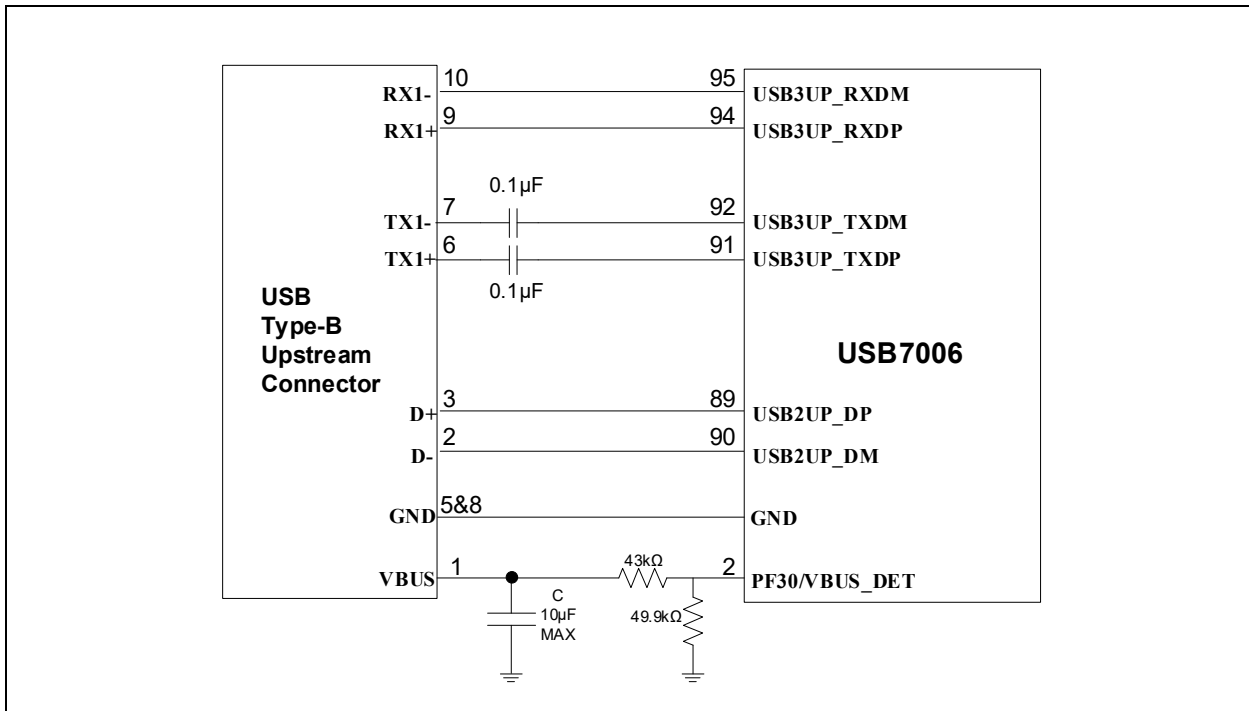 10
95
RX1-
USB3UP_RXDM
9
94
RX1+
USB3UP_RXDP
0.1µF
7
92
TX1-
USB3UP_TXDM
6
91
TX1+
USB3UP_TXDP
0.1µF
USB
Type-B
Upstream
Connector
USB7006
3
89
D+
USB2UP_DP
2
90
D-
USB2UP_DM
5&8
GND
GND
43kΩ
1
2
VBUS
PF30/VBUS_DET
C
10µF
MAX
49.9kΩ